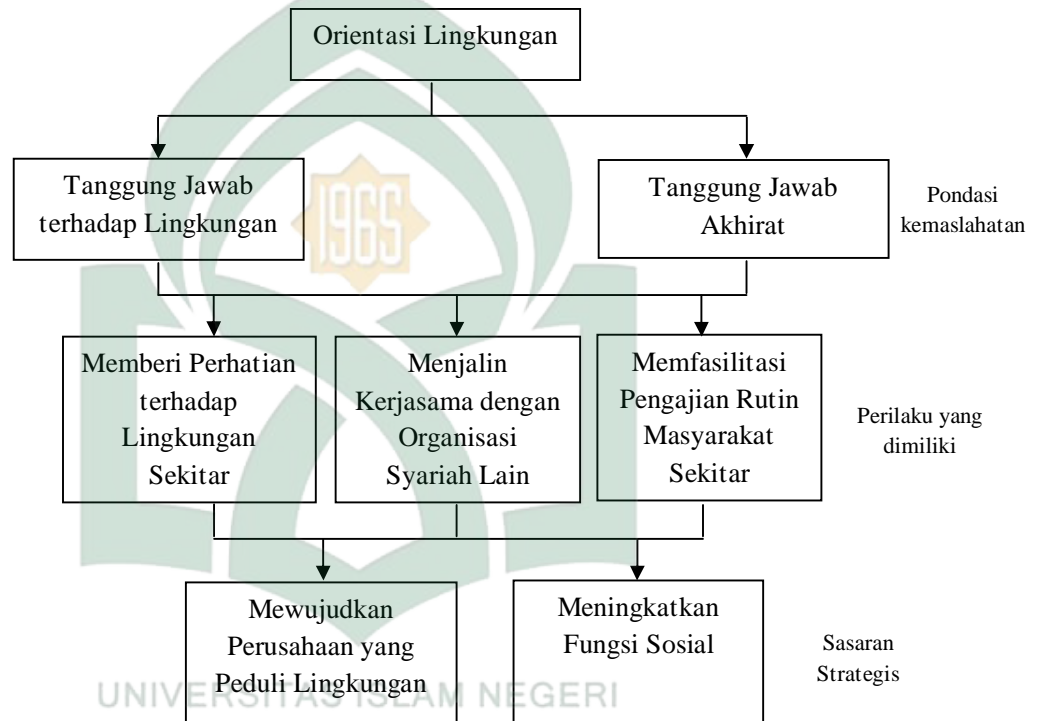 Orientasi Lingkungan
Tanggung Jawab
terhadap Lingkungan
Tanggung Jawab
Akhirat
Pondasi
kemaslahatan
1965
Memberi Perhatian
terhadap
Lingkungan
Sekitar
Menjalin
Kerjasama dengan
Organisasi
Syariah Lain
Memfasilitasi
Pengajian Rutin
Masyarakat
Sekitar
Perilaku yang
dimiliki
Mewujudkan
Perusahaan yang
Peduli Lingkungan
Meningkatkan
Fungsi Sosial
Sasaran
Strategis
UNIVERSITAS ISLAM NEGERI